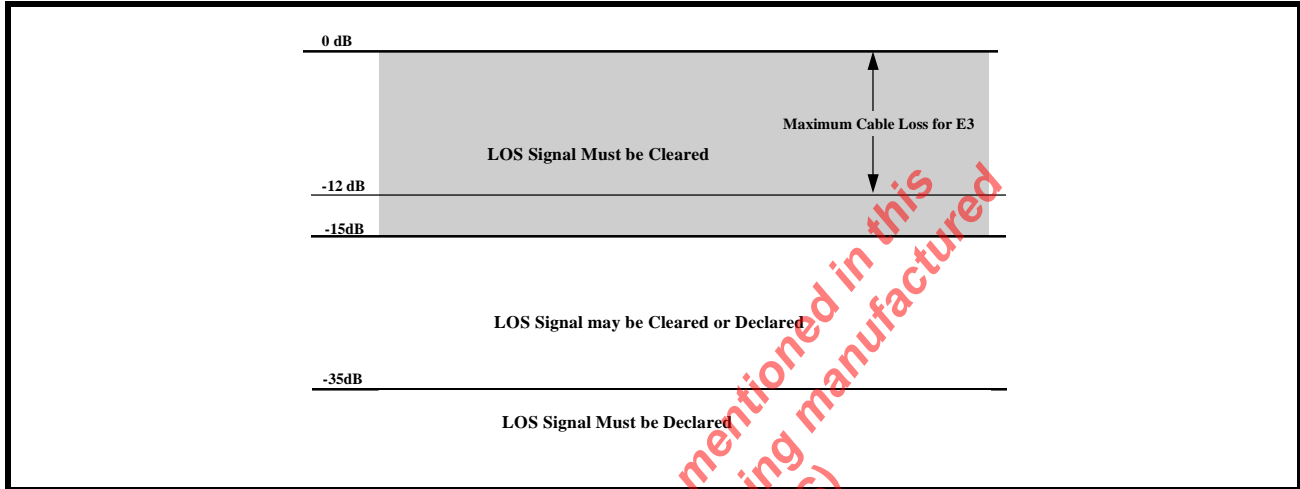 0 dB
Maximum Cable Loss for E3
LOS Signal Must be Cleared
-12 dB
-15dB
LOS Signal may be Cleared or Declared
-35dB
LOS Signal Must be Declared
mentioned in this
ing manufactured